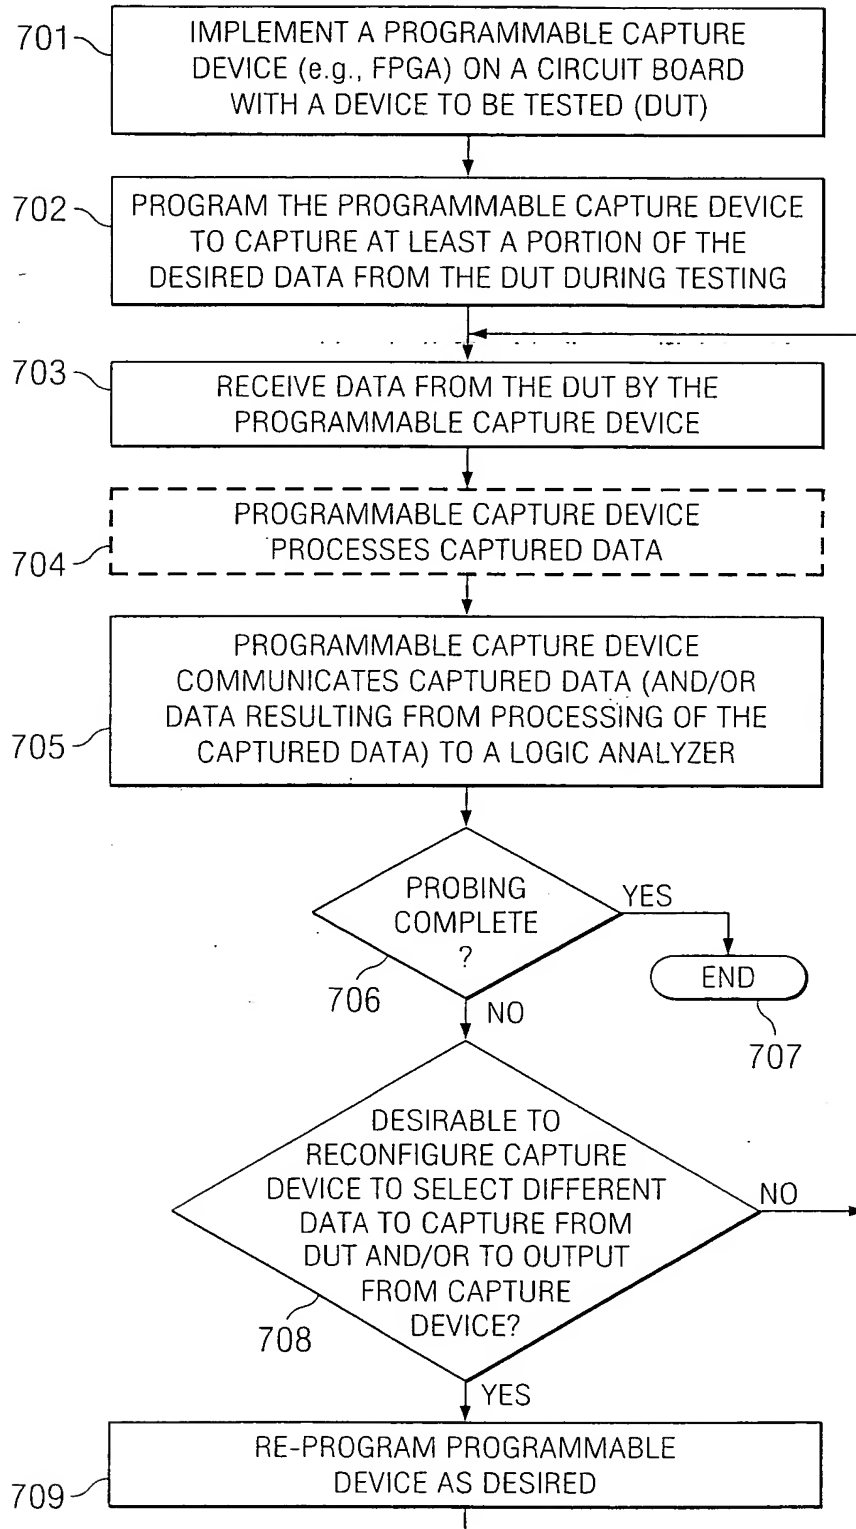 701
IMPLEMENT A PROGRAMMABLE CAPTURE
DEVICE (e.g., FPGA) ON A CIRCUIT BOARD
WITH A DEVICE TO BE TESTED (DUT)
702
PROGRAM THE PROGRAMMABLE CAPTURE DEVICE
TO CAPTURE AT LEAST A PORTION OF THE
DESIRED DATA FROM THE DUT DURING TESTING
703
RECEIVE DATA FROM THE DUT BY THE
PROGRAMMABLE CAPTURE DEVICE
704
PROGRAMMABLE CAPTURE DEVICE
PROCESSES CAPTURED DATA
705
PROGRAMMABLE CAPTURE DEVICE
COMMUNICATES CAPTURED DATA (AND/OR
DATA RESULTING FROM PROCESSING OF THE
CAPTURED DATA) TO A LOGIC ANALYZER
PROBING
COMPLETE
?
706
YES
END
707
NO
DESIRABLE TO
RECONFIGURE CAPTURE
DEVICE TO SELECT DIFFERENT
DATA TO CAPTURE FROM
DUT AND/OR TO OUTPUT
FROM CAPTURE
DEVICE?
708
NO
YES
RE-PROGRAM PROGRAMMABLE
DEVICE AS DESIRED
709